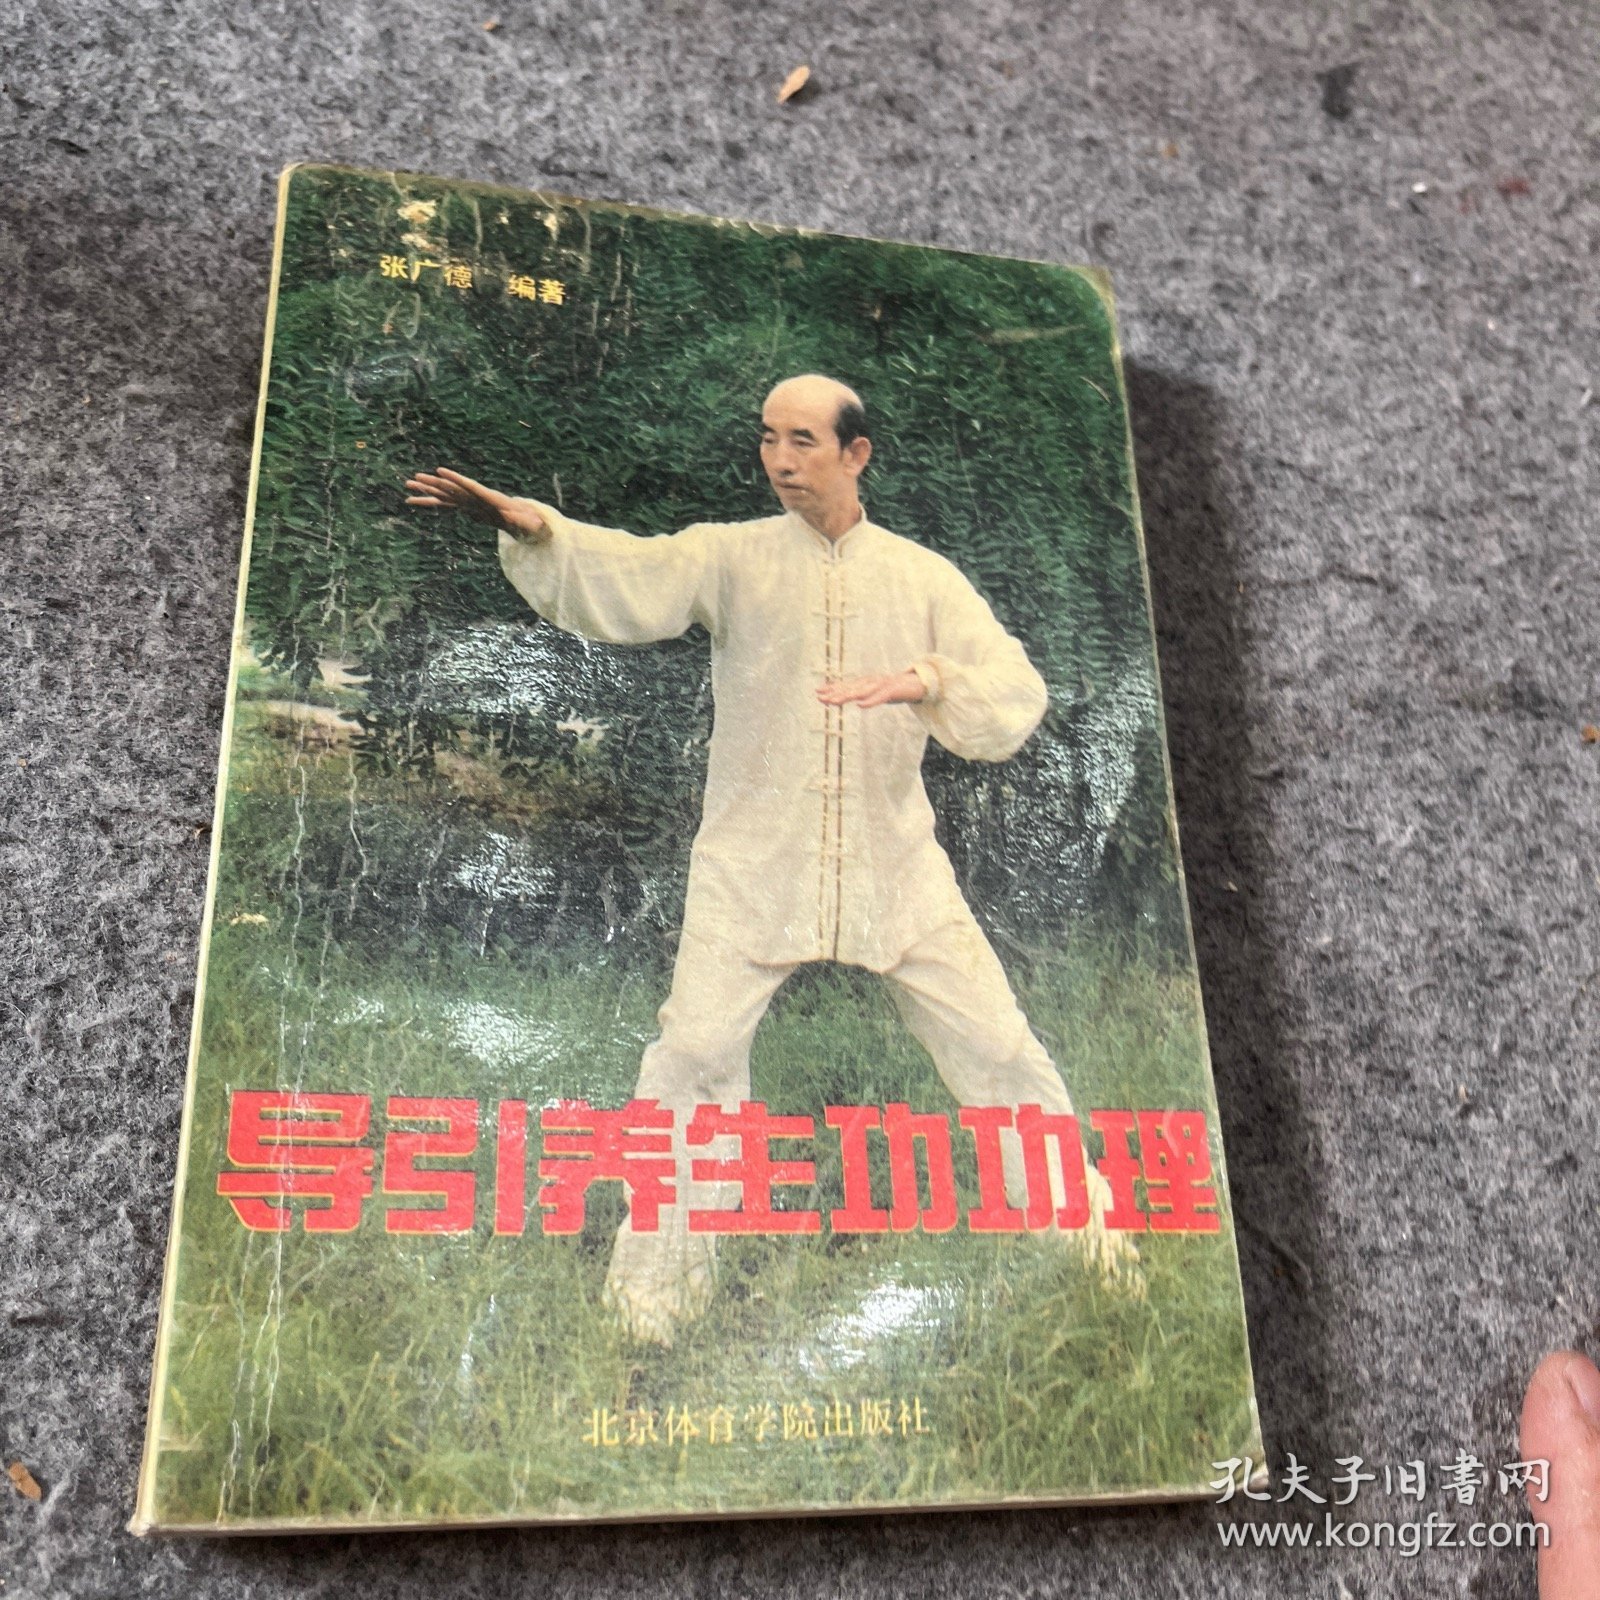 张广德 编著
导引养生功功理
北京体育学院出版社
孔夫子旧书网
www.kongfz.com